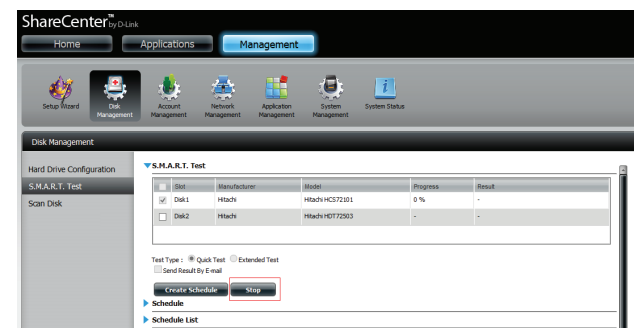 ShareCenter™ by D-Link
Home Applications Management
Setup Wizard Disk Management Account Management Network Management Application Management System Management System Status
Disk Management
Hard Drive Configuration
S.M.A.R.T. Test
Scan Disk
S.M.A.R.T. Test
Slot Manufacturer Model Progress Result
Disk1 Hitachi Hitachi HCS72101 0 % -
Disk2 Hitachi Hitachi HDT72503 - -
Test Type : Quick Test Extended Test
Send Result By E-mail
Create Schedule Stop
Schedule
Schedule List